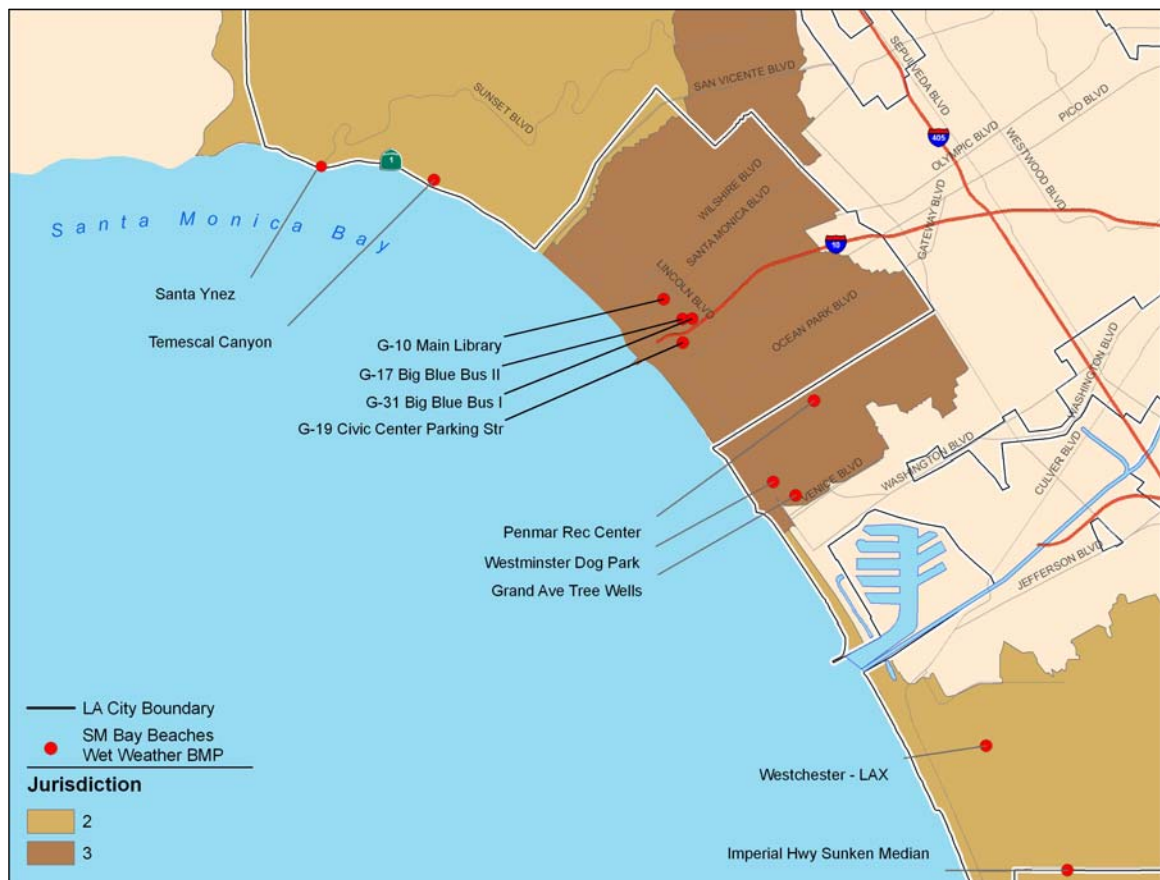 SEPULVEDA BLVD
SAN VICENTE BLVD
SUNSET BLVD
PICO BLVD
405
OLYMPIC BLVD
WESTWOOD BLVD
1
WILSHIRE BLVD
SANTA MONICA BLVD
GATEWAY BLVD
Santa Monica Bay
10
LINCOLN BLVD
Santa Ynez
OCEAN PARK BLVD
Temescal Canyon
G-10 Main Library
G-17 Big Blue Bus II
G-31 Big Blue Bus I
G-19 Civic Center Parking Str
WASHINGTON BLVD
WASHINGTON BLVD
CULVER BLVD
VENICE BLVD
Penmar Rec Center
Westminster Dog Park
Grand Ave Tree Wells
JEFFERSON BLVD
LA City Boundary
SM Bay Beaches
Wet Weather BMP
Jurisdiction
2
3
Westchester - LAX
Imperial Hwy Sunken Median